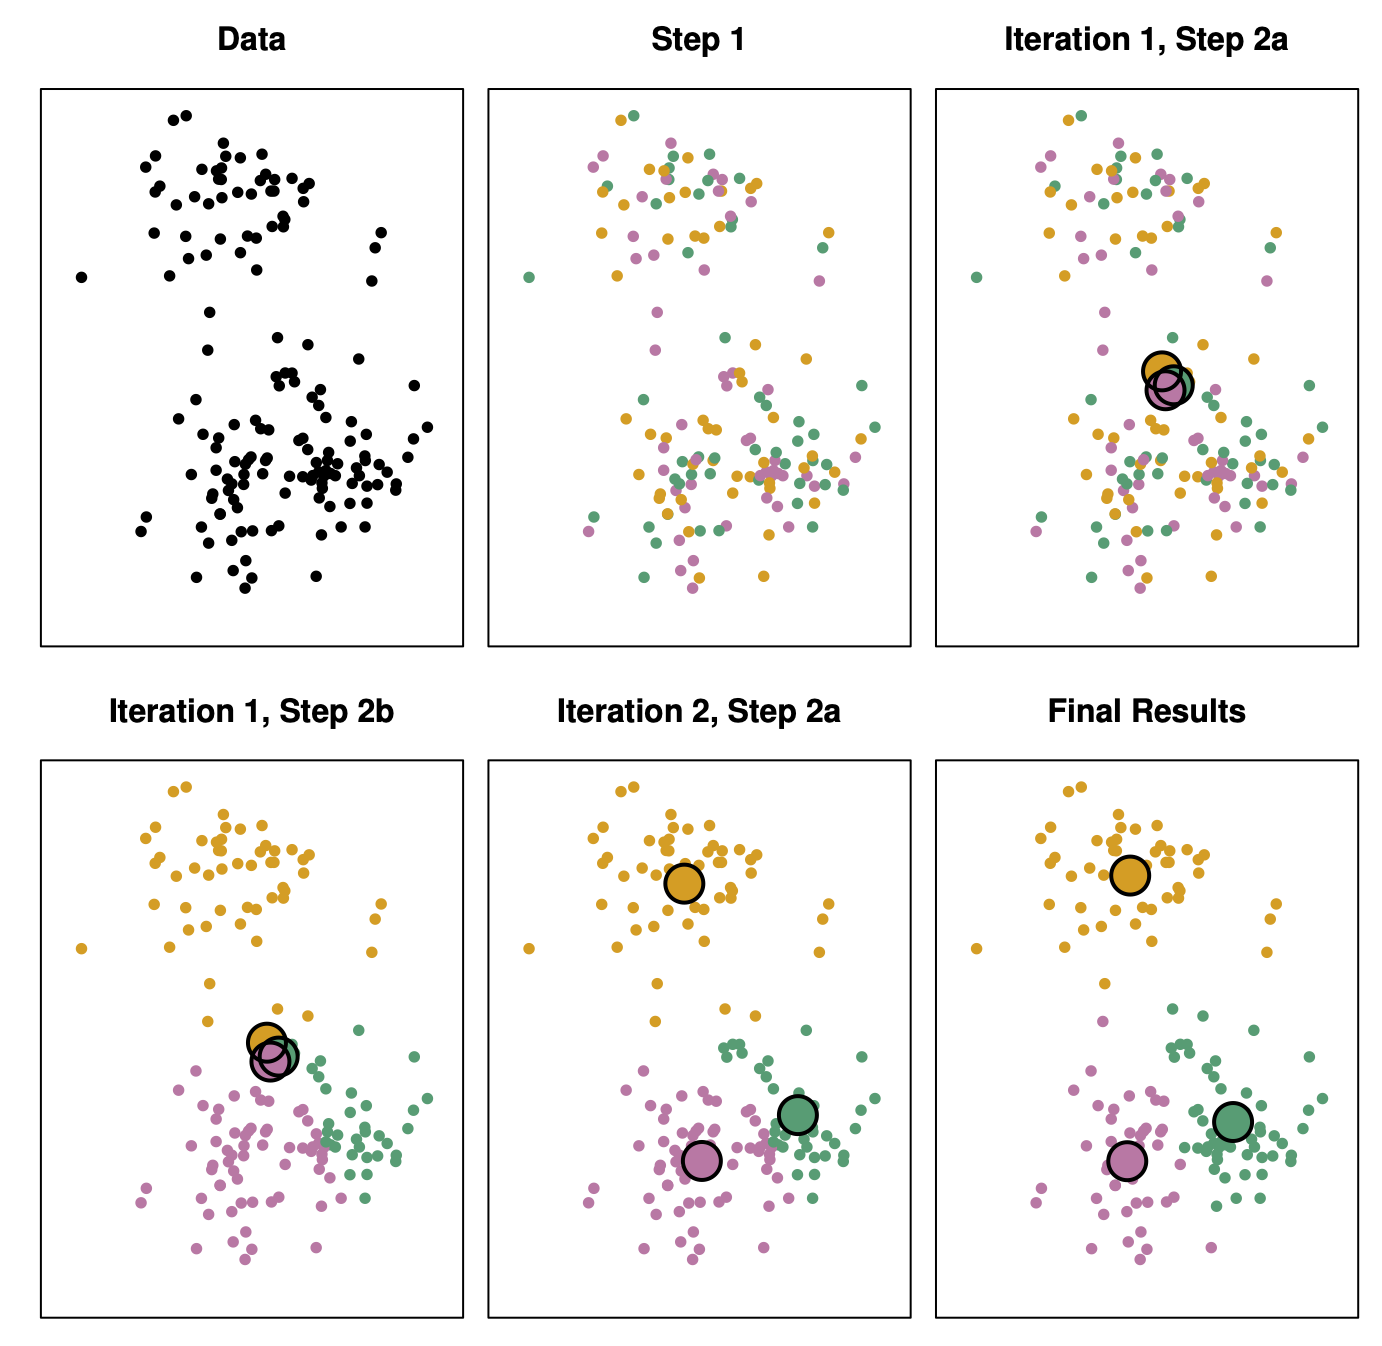 Data
Step 1
Iteration 1, Step 2a
Iteration 1, Step 2b
Iteration 2, Step 2a
Final Results